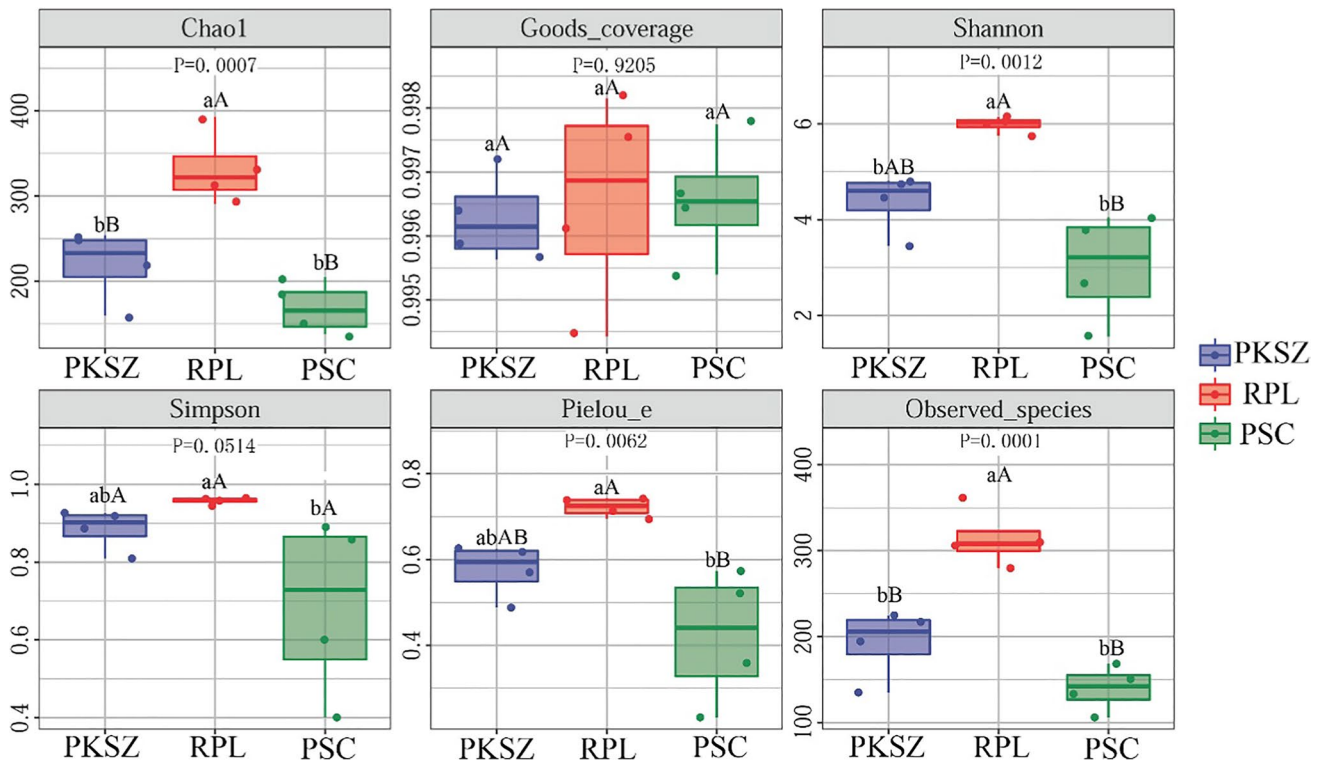 Chao1
P=0.0007
400
300
200
bB
aA
bB
PKSZ
RPL
PSC
Goods_coverage
P=0.9205
0.998
0.997
0.996
0.995
aA
aA
aA
PKSZ
RPL
PSC
Shannon
P=0.0012
6
4
2
bAB
aA
bB
PKSZ
RPL
PSC
Simpson
P=0.0514
1.0
0.8
0.6
0.4
abA
aA
bA
PKSZ
RPL
PSC
Pielou_e
P=0.0062
0.8
0.6
0.4
abAB
aA
bB
PKSZ
RPL
PSC
Observed_species
P=0.0001
400
300
200
100
bB
aA
bB
PKSZ
RPL
PSC
PKSZ
RPL
PSC